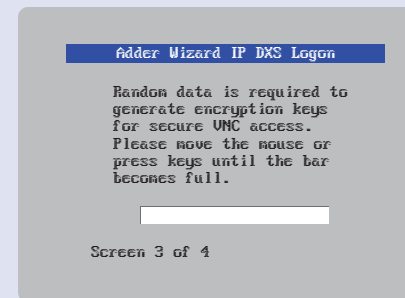 Adder Wizard IP DXS Logon
Random data is required to
generate encryption keys
for secure VNC access.
Please move the mouse or
press keys until the bar
becomes full.
Screen 3 of 4